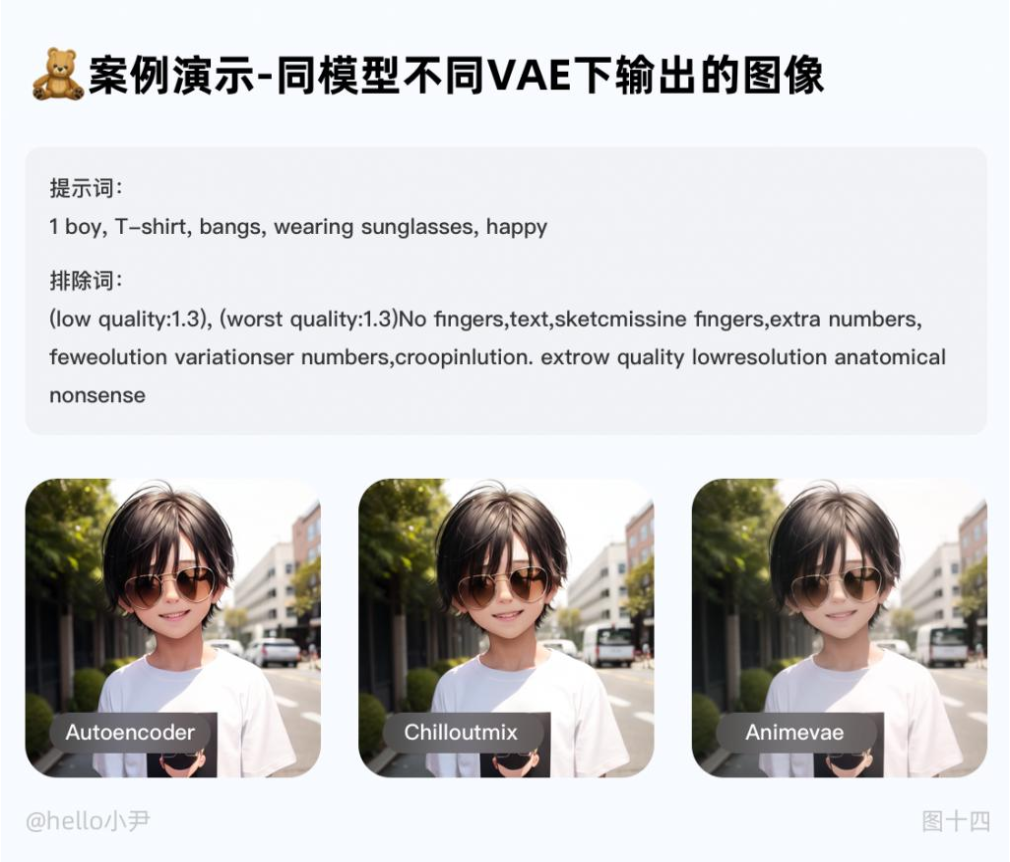 案例演示-同模型不同VAE下输出的图像
提示词：
1 boy, T-shirt, bangs, wearing sunglasses, happy
排除词：
(low quality:1.3), (worst quality:1.3)No fingers,text,sketcmissine fingers,extra numbers,
feweolution variationser numbers,croopinlution. extrow quality lowresolution anatomical
nonsense
Autoencoder
Chilloutmix
Animevae
@hello小尹
图十四